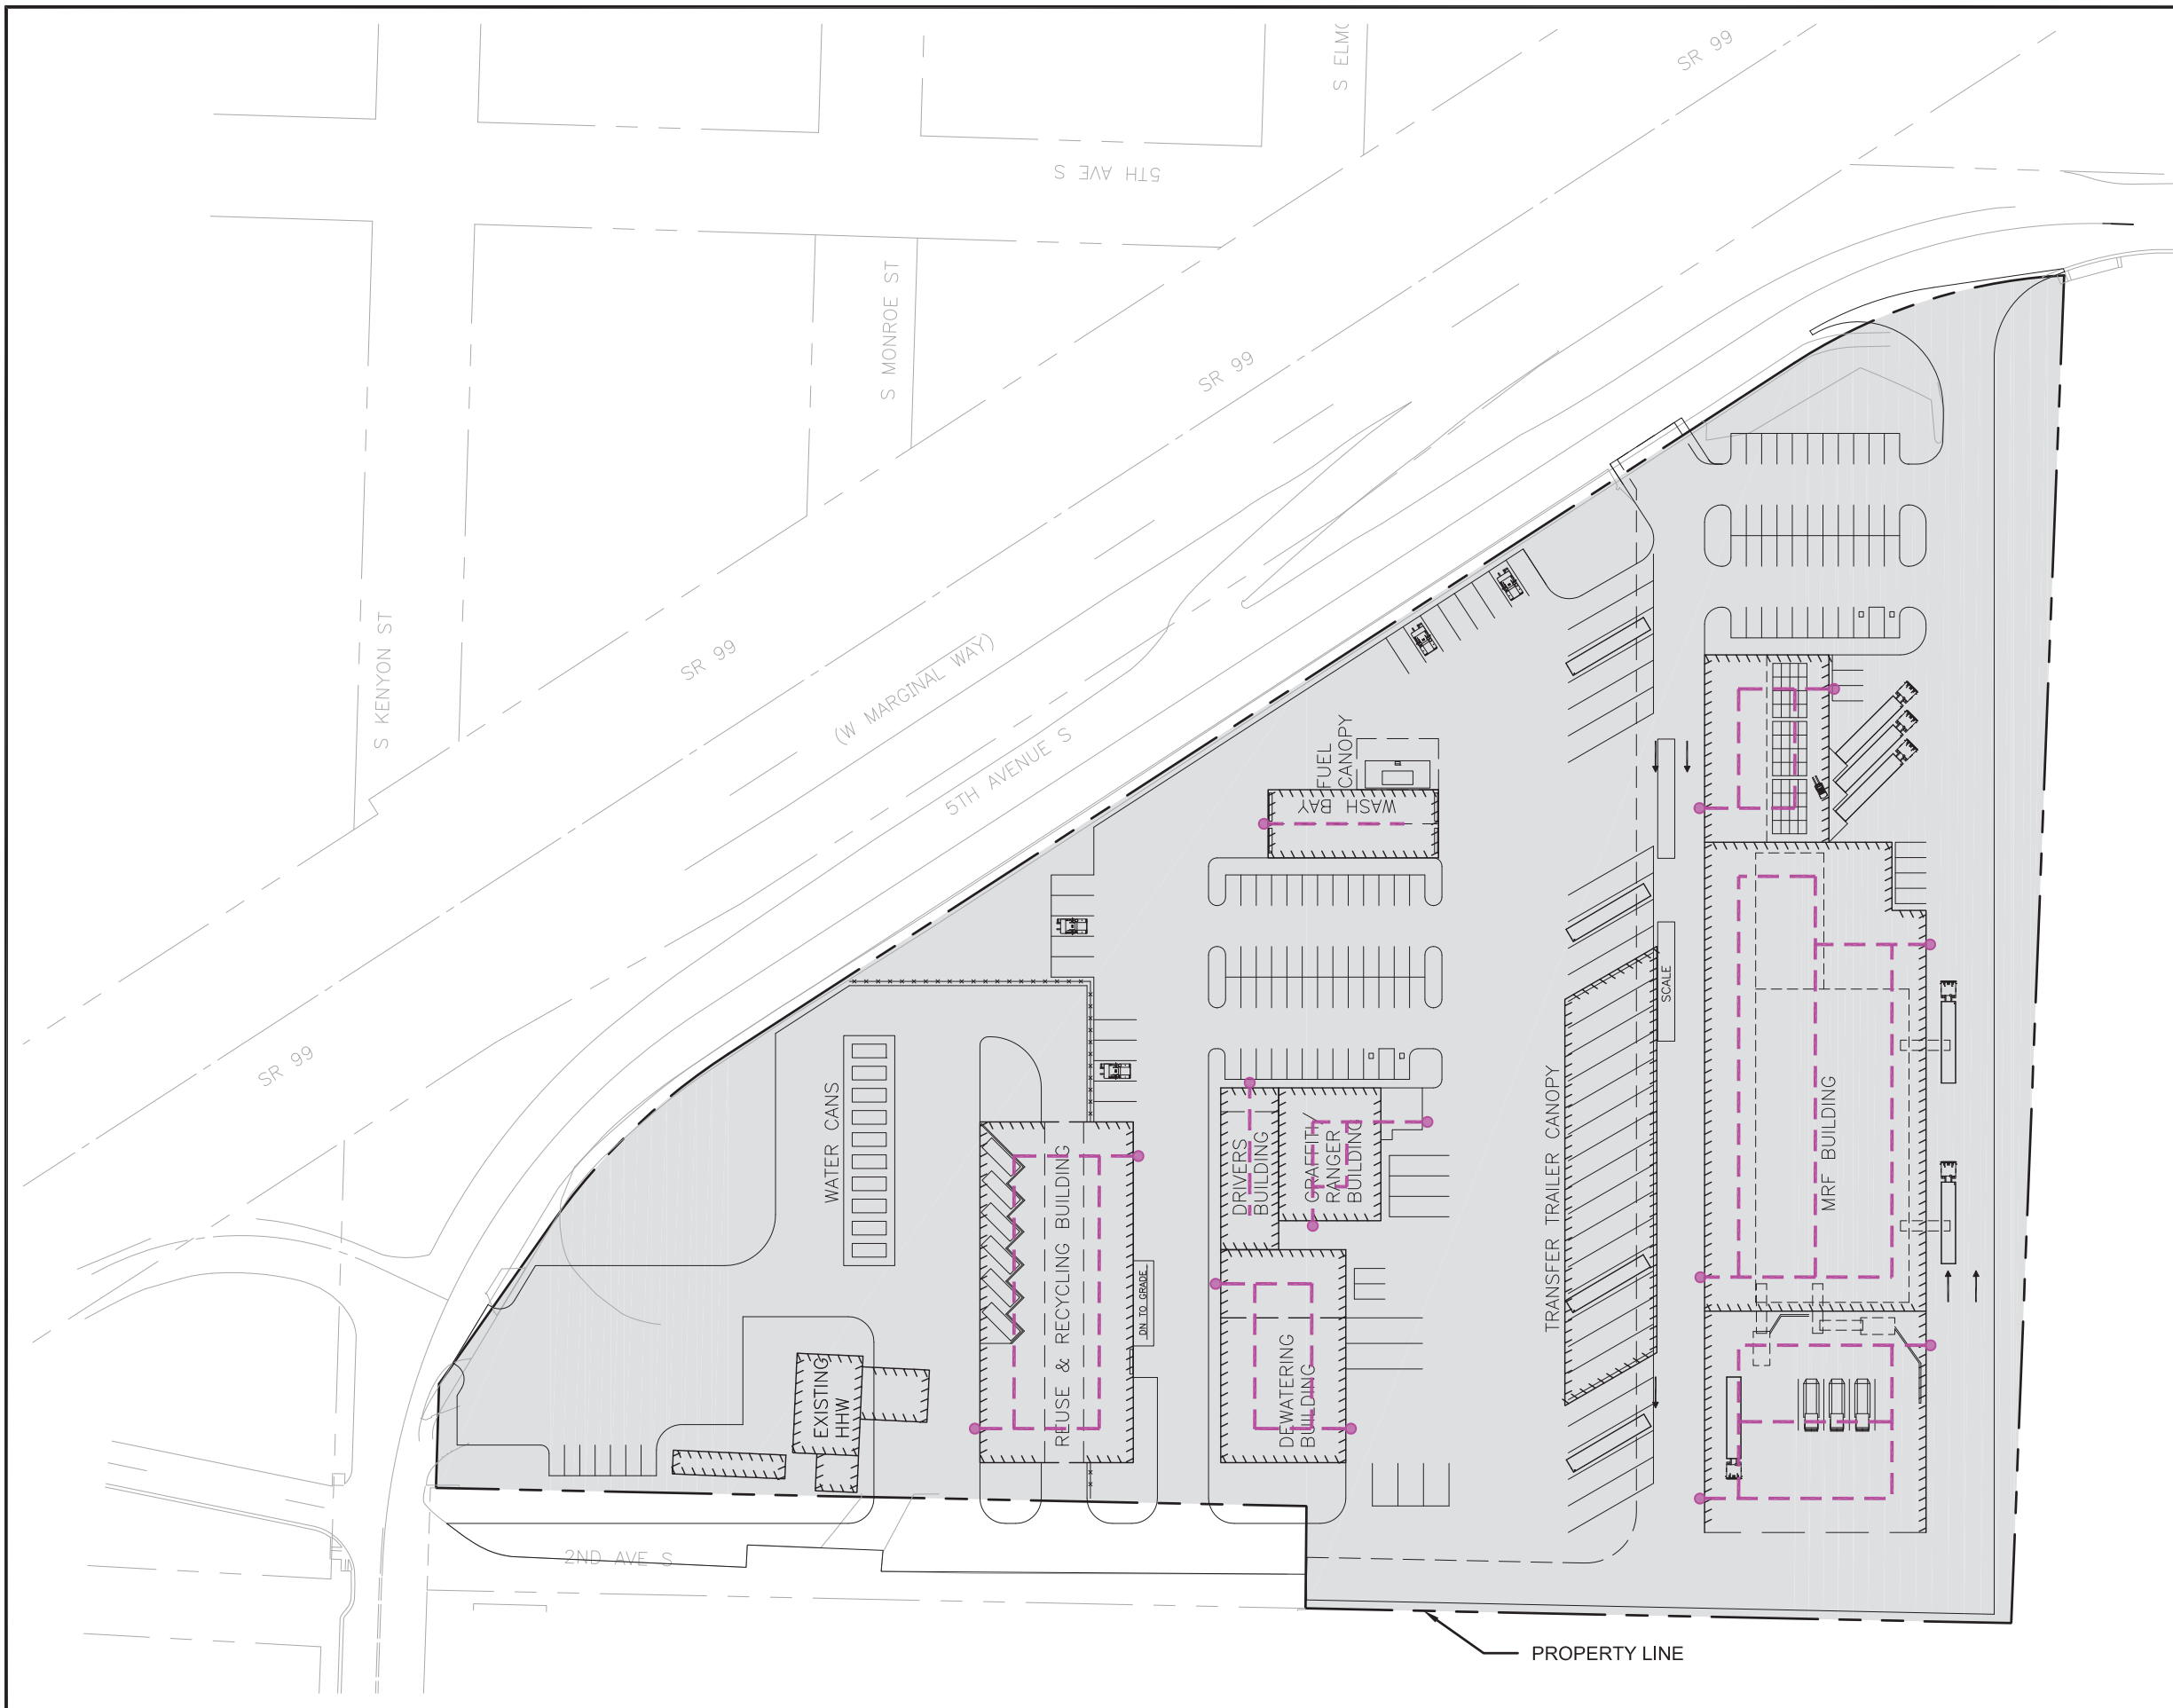 SR 99
S ELMO
5TH AVE S
S MONROE ST
SR 99
S KENYON ST
SR 99
(W MARGINAL WAY)
5TH AVENUE S
FUEL
CANOPY
WASH BAY
SCALE
SR 99
WATER CANS
REUSE & RECYCLING BUILDING
DN TO GRADE
DRIVERS
BUILDING
GRAFFITY
RANGER
BUILDING
TRANSFER TRAILER CANOPY
MRF BUILDING
DEWATERING
BUILDING
EXISTING
HHW
2ND AVE S
PROPERTY LINE